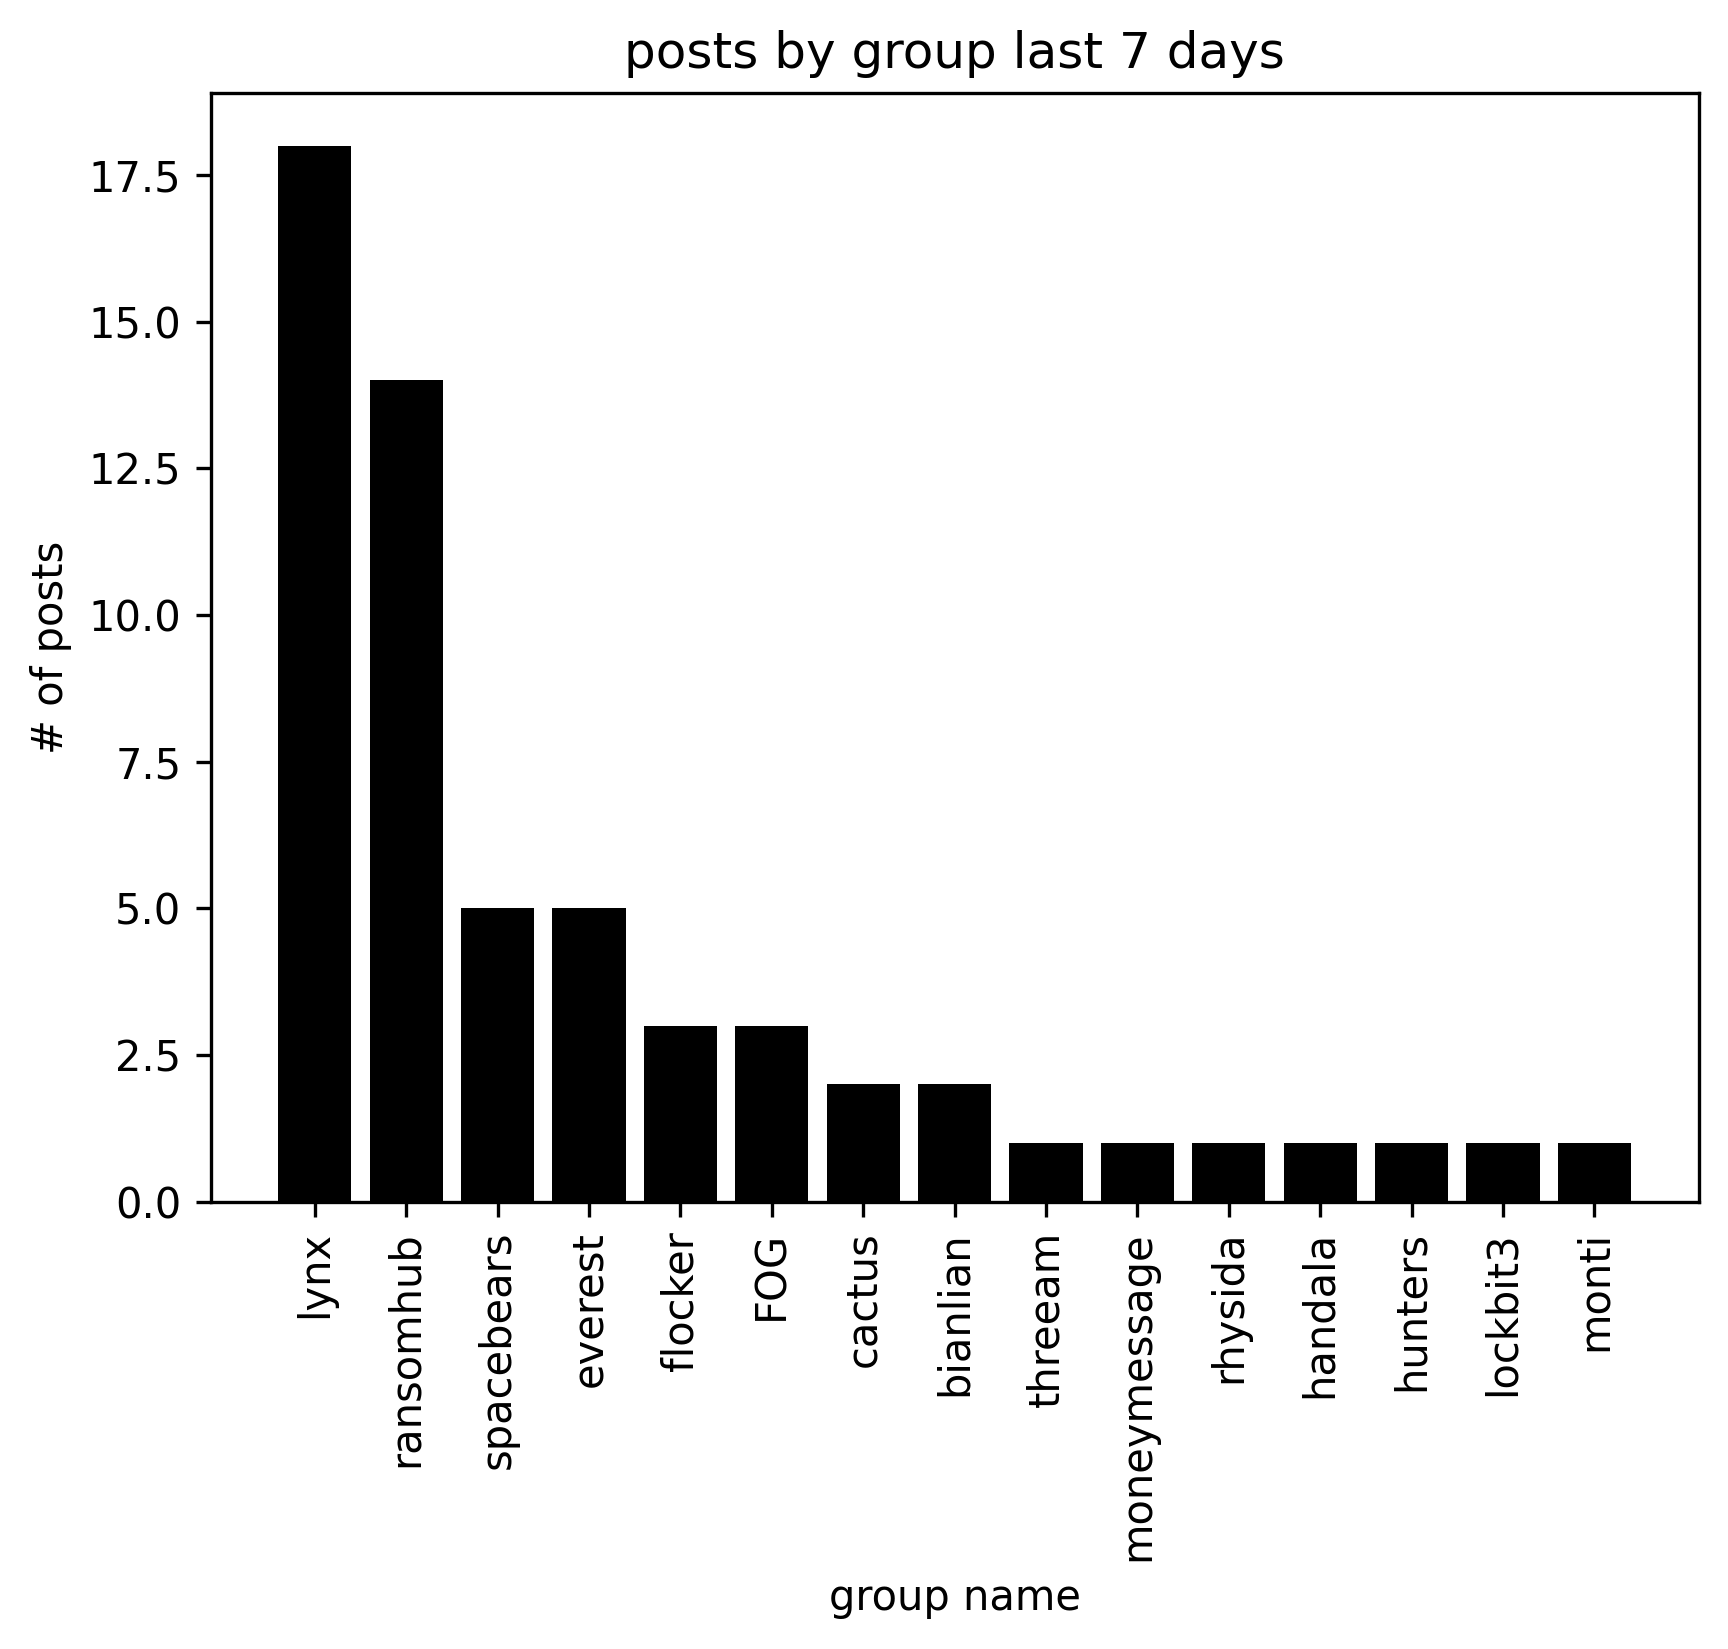 posts by group last 7 days
# of posts
17.5
15.0
12.5
10.0
7.5
5.0
2.5
0.0
lynx
ransomhub
spacebears
everest
flocker
FOG
cactus
bianlian
threeam
moneymessage
rhysida
handala
hunters
lockbit3
monti
group name